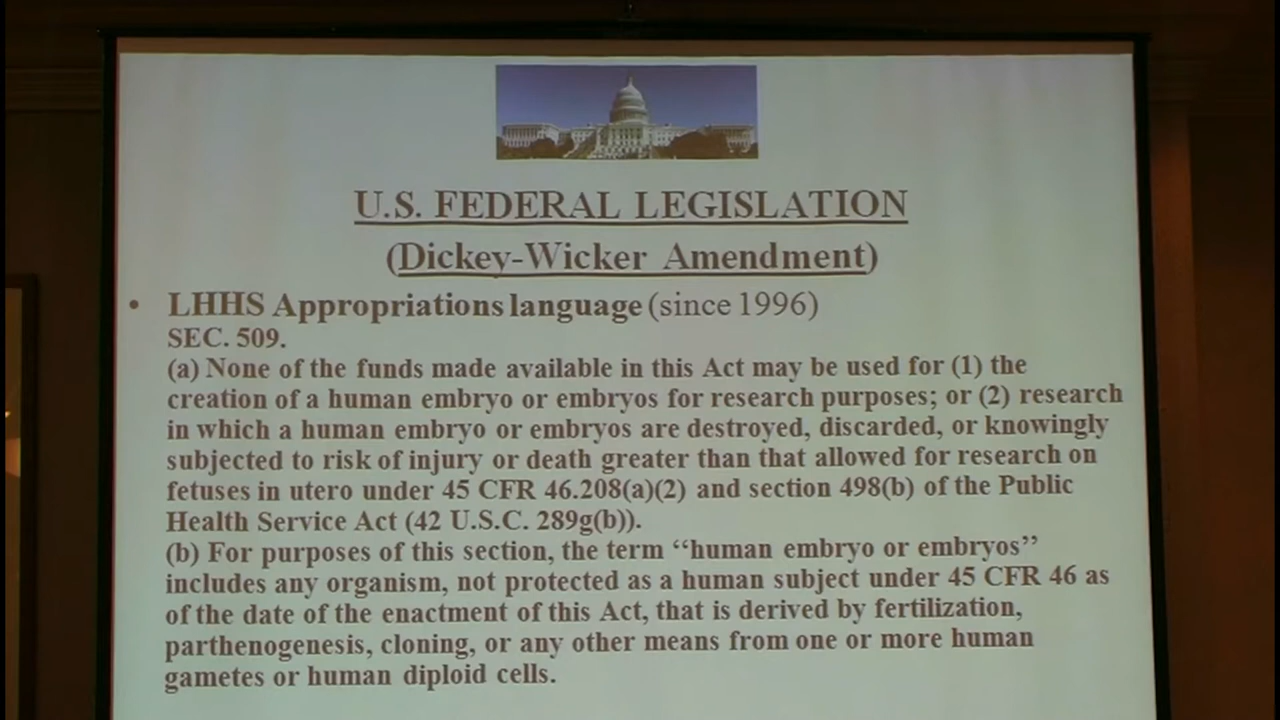 U.S. FEDERAL LEGISLATION
(Dickey-Wicker Amendment)
• LHHS Appropriations language (since 1996)
SEC. 509.
(a) None of the funds made available in this Act may be used for (1) the
creation of a human embryo or embryos for research purposes; or (2) research
in which a human embryo or embryos are destroyed, discarded, or knowingly
subjected to risk of injury or death greater than that allowed for research on
fetuses in utero under 45 CFR 46.208(a)(2) and section 498(b) of the Public
Health Service Act (42 U.S.C. 289g(b)).
(b) For purposes of this section, the term “human embryo or embryos”
includes any organism, not protected as a human subject under 45 CFR 46 as
of the date of the enactment of this Act, that is derived by fertilization,
parthenogenesis, cloning, or any other means from one or more human
gametes or human diploid cells.